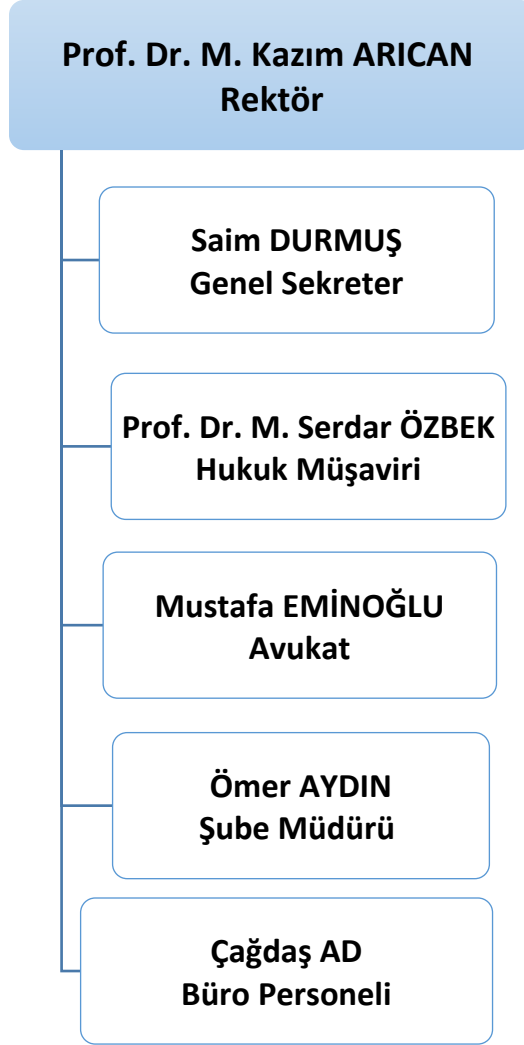 Prof. Dr. M. Kazım ARICAN
Rektör
Saim DURMUŞ
Genel Sekreter
Prof. Dr. M. Serdar ÖZBEK
Hukuk Müşaviri
Mustafa EMİNOĞLU
Avukat
Ömer AYDIN
Şube Müdürü
Çağdaş AD
Büro Personeli